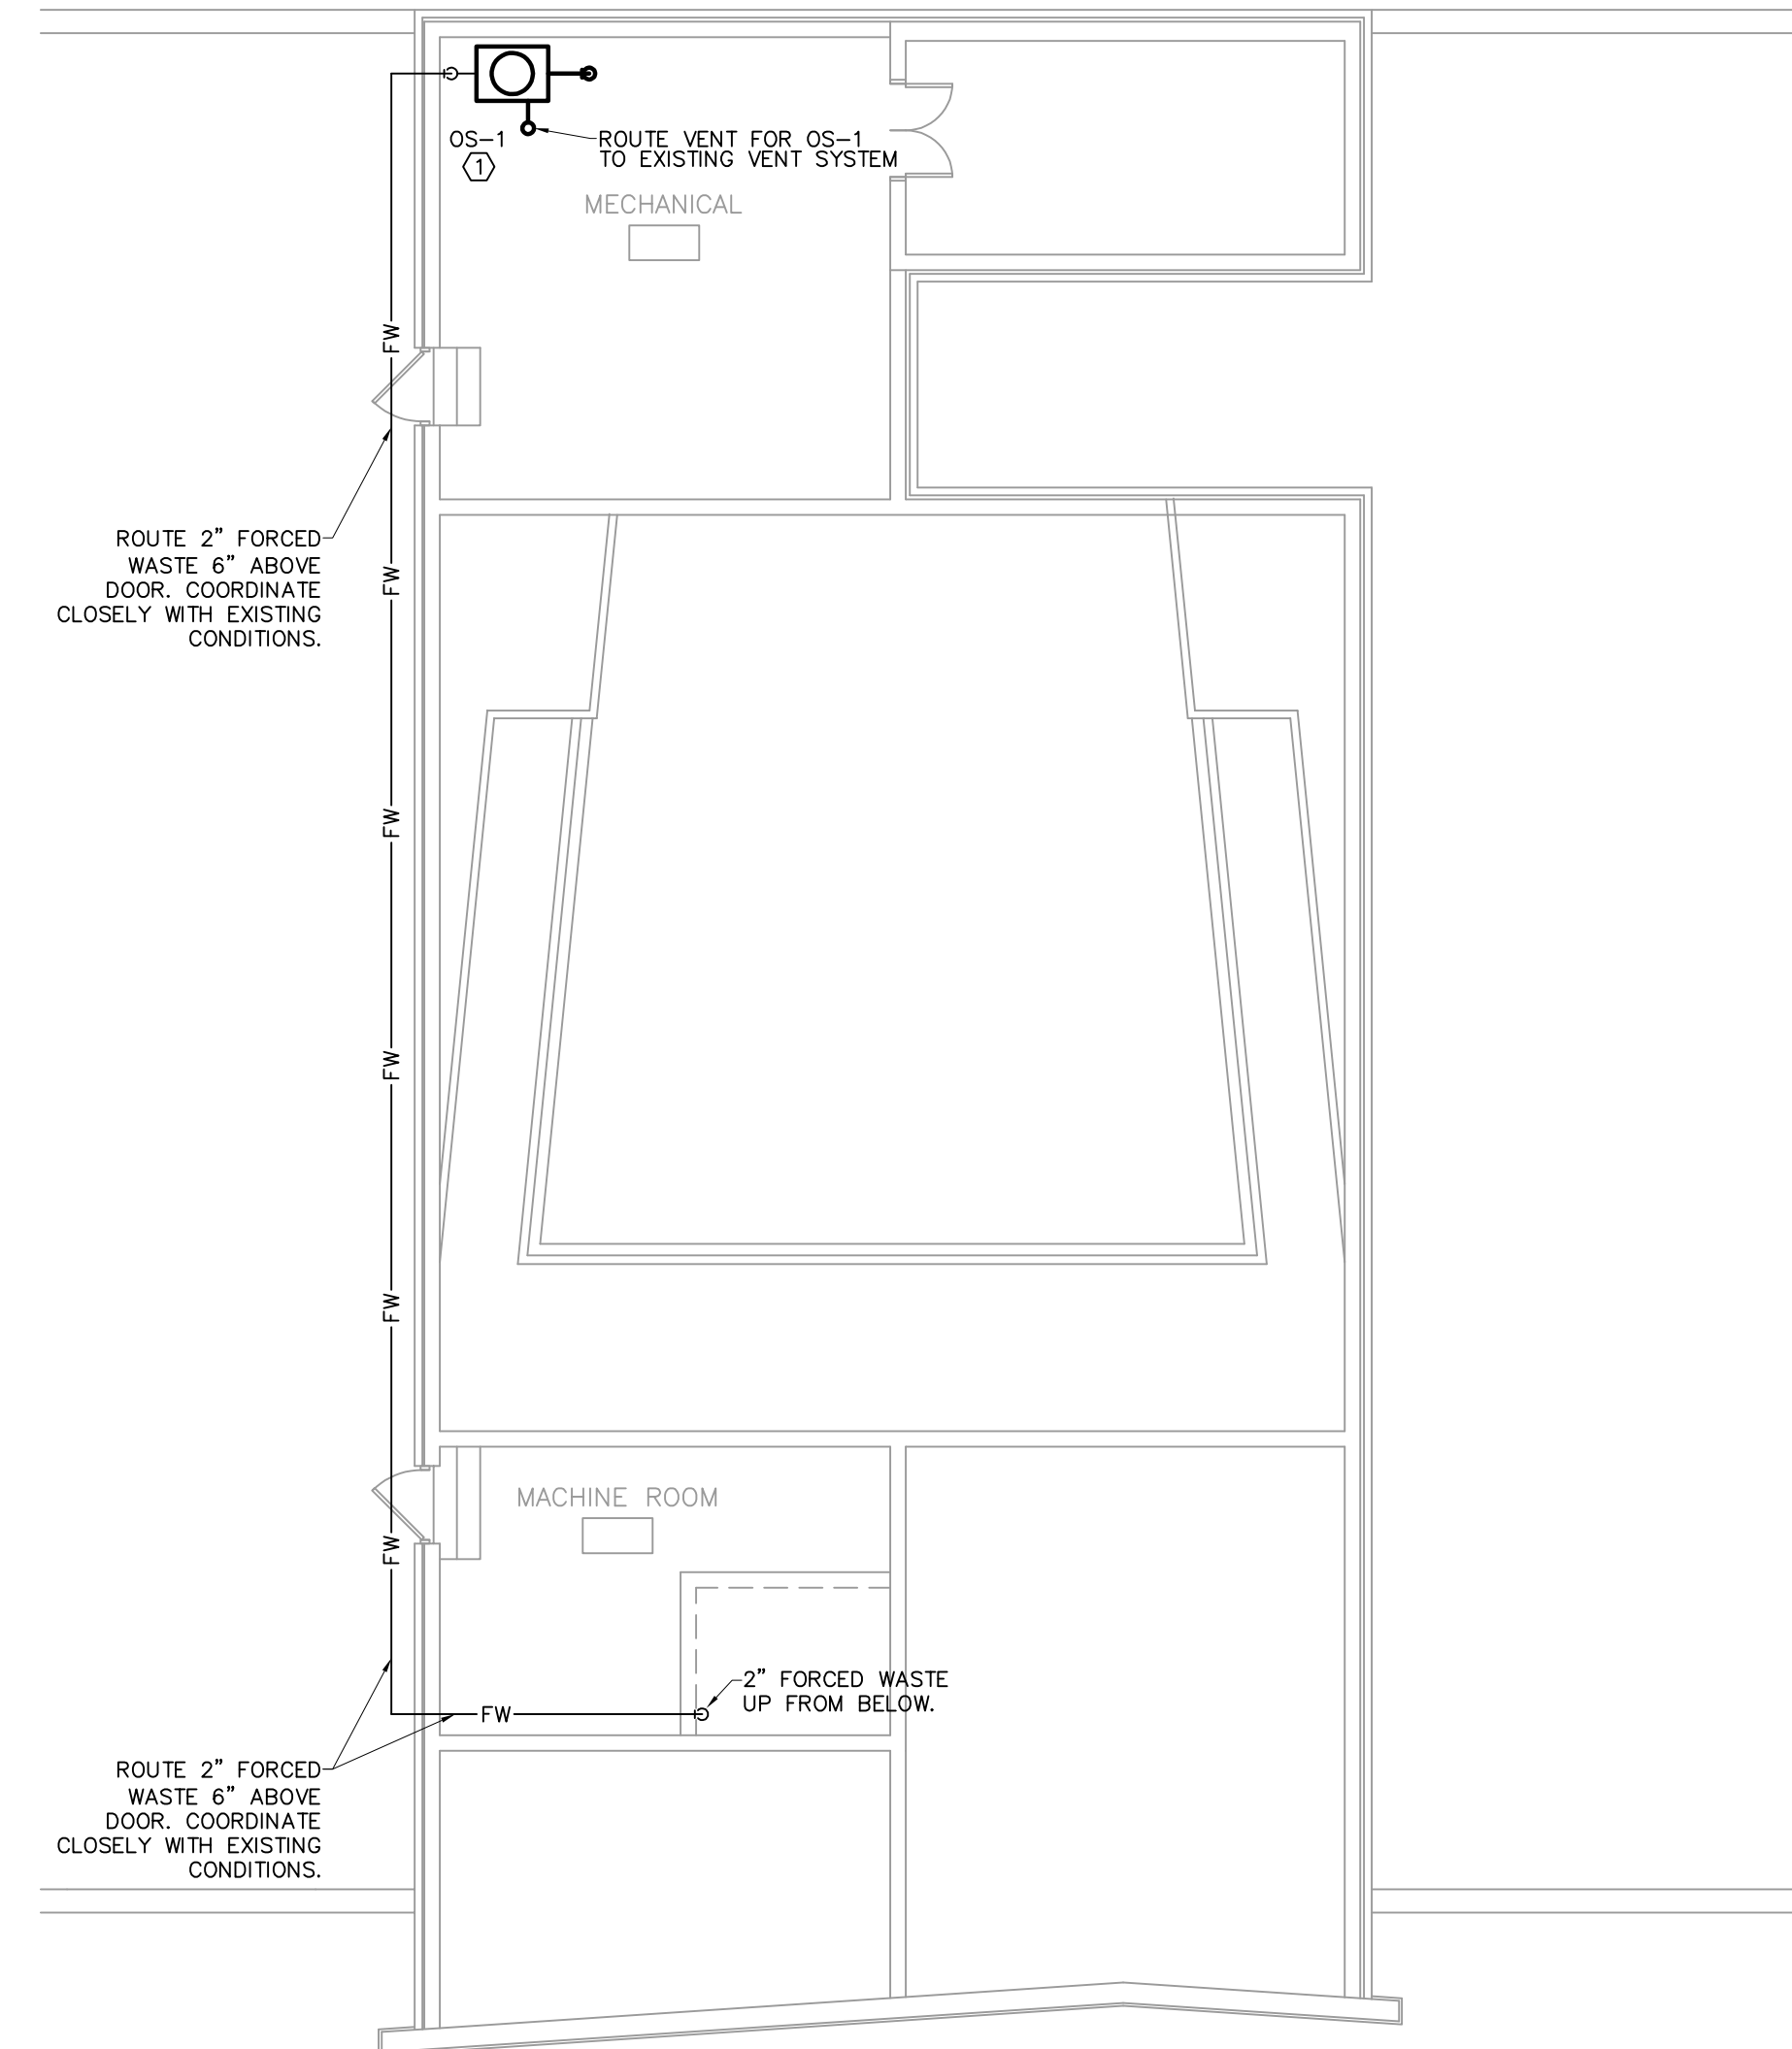 OS-1
1
ROUTE VENT FOR OS-1
TO EXISTING VENT SYSTEM
MECHANICAL
FW
ROUTE 2" FORCED
WASTE 6" ABOVE
DOOR. COORDINATE
CLOSELY WITH EXISTING
CONDITIONS.
FW
FW
FW
FW
MACHINE ROOM
FW
2" FORCED WASTE
UP FROM BELOW.
FW
ROUTE 2" FORCED
WASTE 6" ABOVE
DOOR. COORDINATE
CLOSELY WITH EXISTING
CONDITIONS.